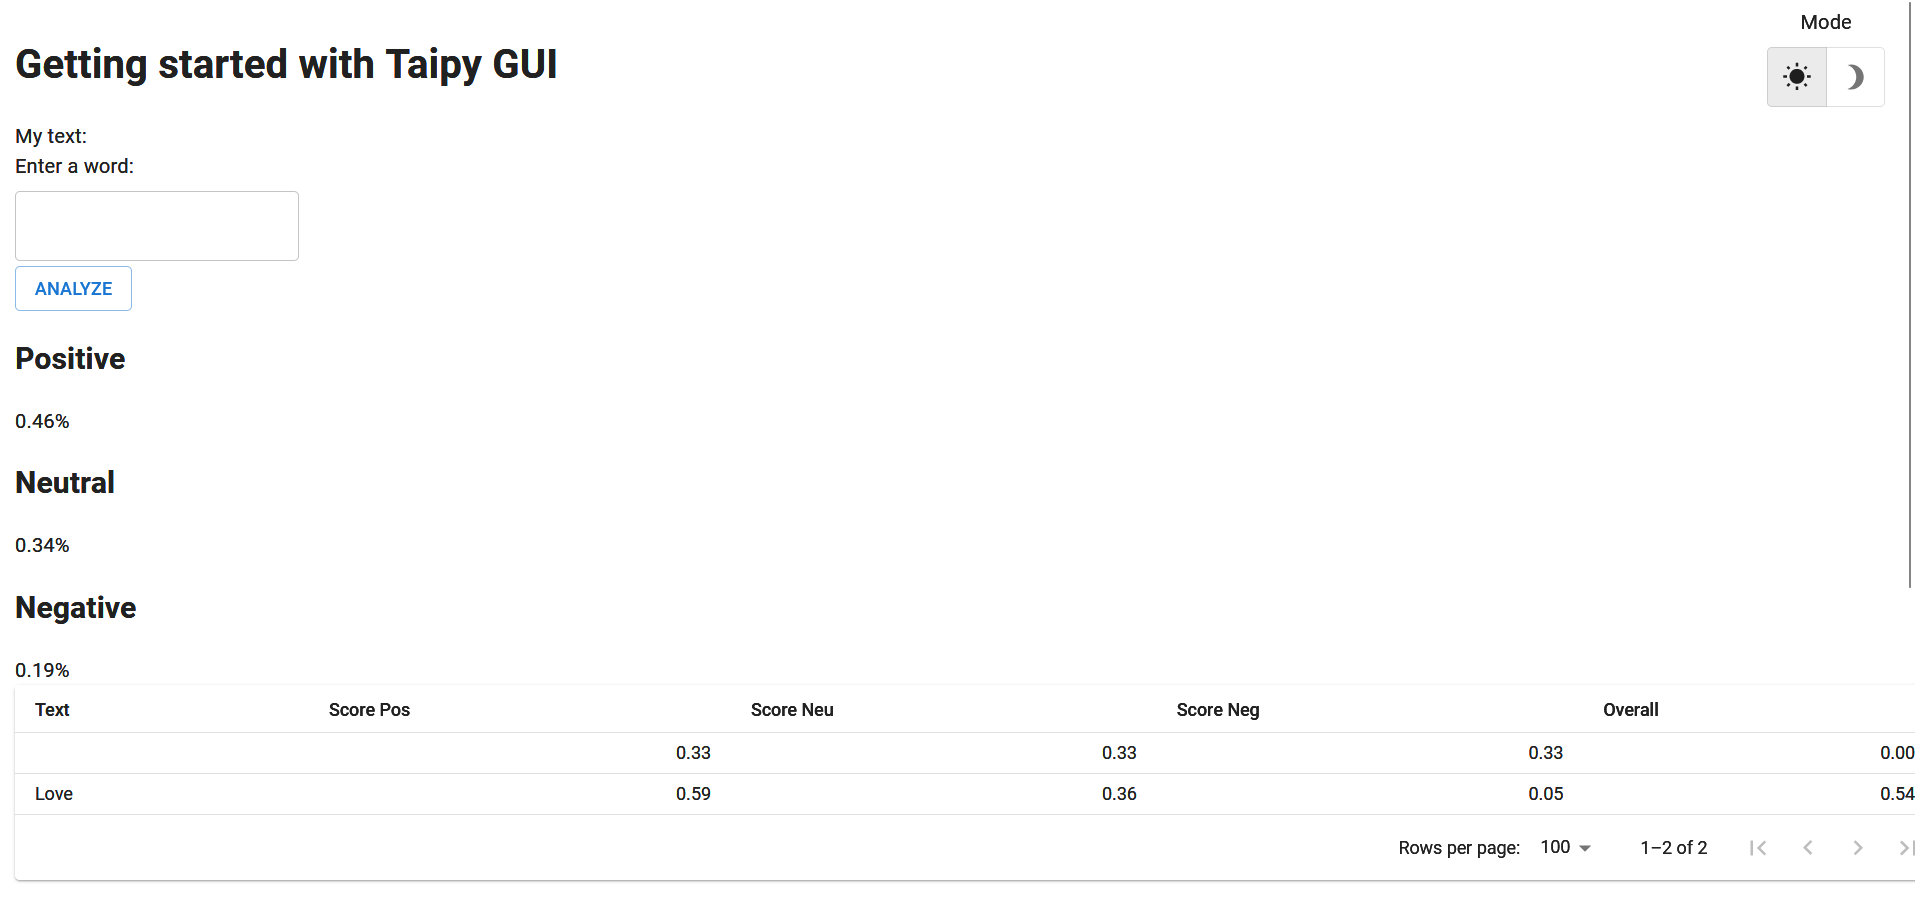 Mode
Getting started with Taipy GUI
My text:
Enter a word:
ANALYZE
Positive
0.46%
Neutral
0.34%
Negative
0.19%
Text Score Pos Score Neu Score Neg Overall
0.33 0.33 0.33 0.00
Love 0.59 0.36 0.05 0.54
Rows per page: 100 1–2 of 2